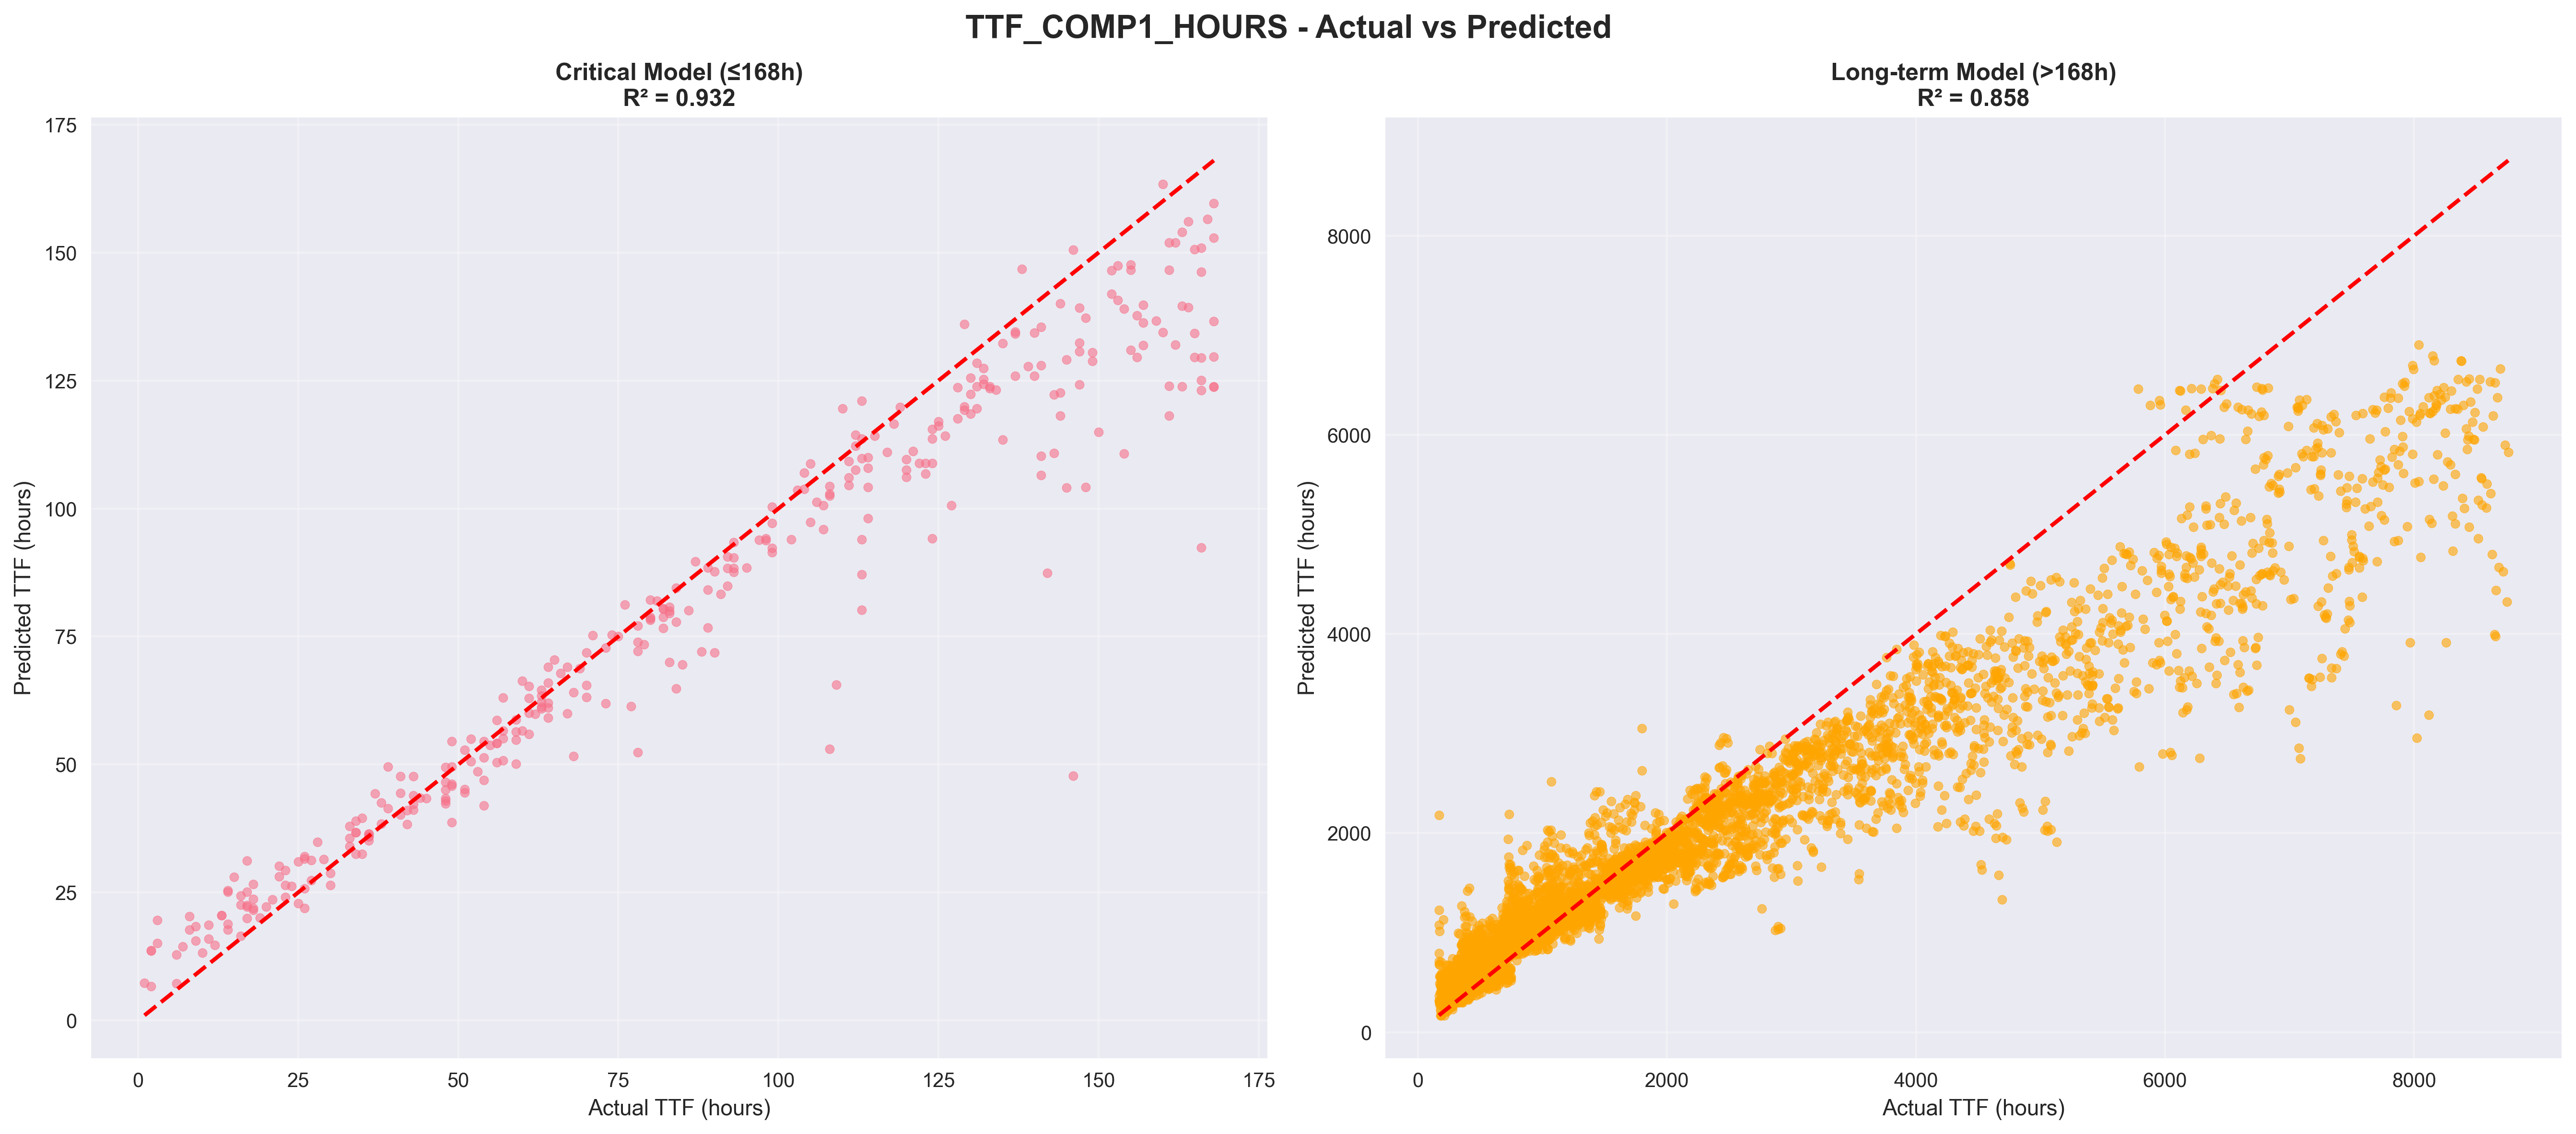 TTF_COMP1_HOURS - Actual vs Predicted
Critical Model (≤168h)
R² = 0.932
175
150
125
100
75
50
25
0
Predicted TTF (hours)
0 25 50 75 100 125 150 175
Actual TTF (hours)
Long-term Model (>168h)
R² = 0.858
8000
6000
4000
2000
0
Predicted TTF (hours)
0 2000 4000 6000 8000
Actual TTF (hours)